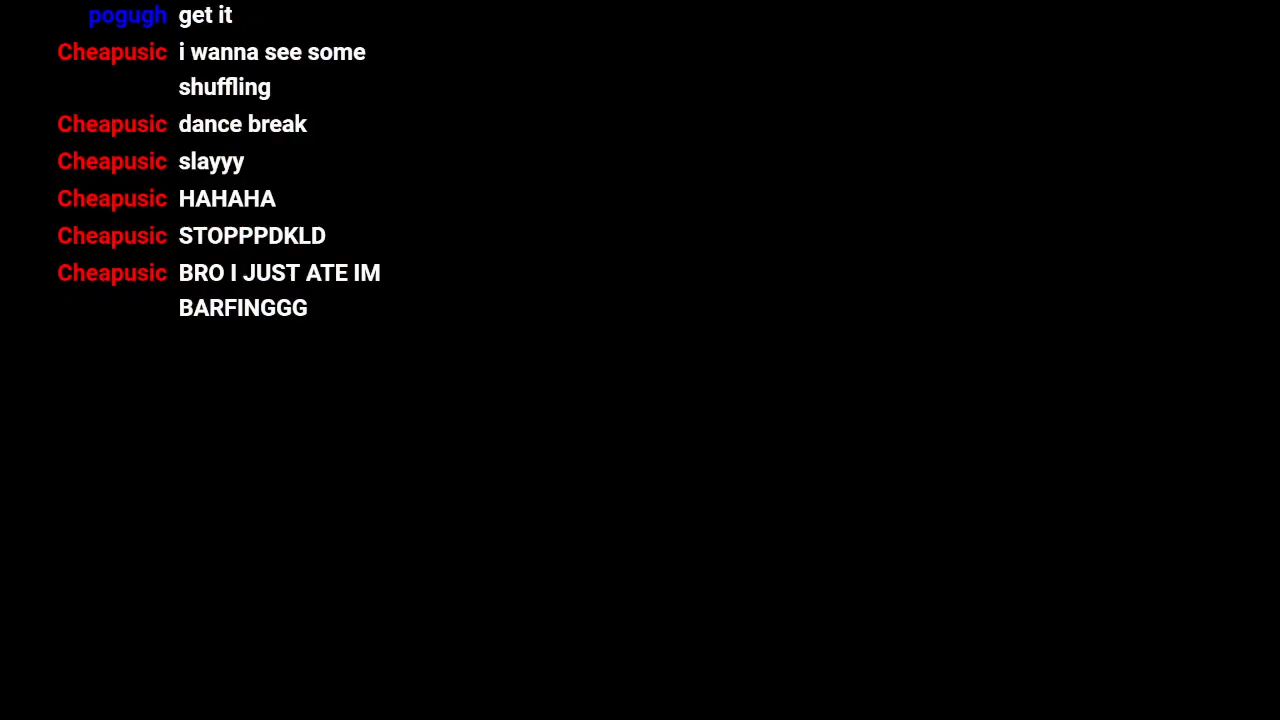 pogugh get it
Cheapusic i wanna see some
shuffling
Cheapusic dance break
Cheapusic slayyy
Cheapusic HAHAHA
Cheapusic STOPPPDKLD
Cheapusic BRO I JUST ATE IM
BARFINGGG